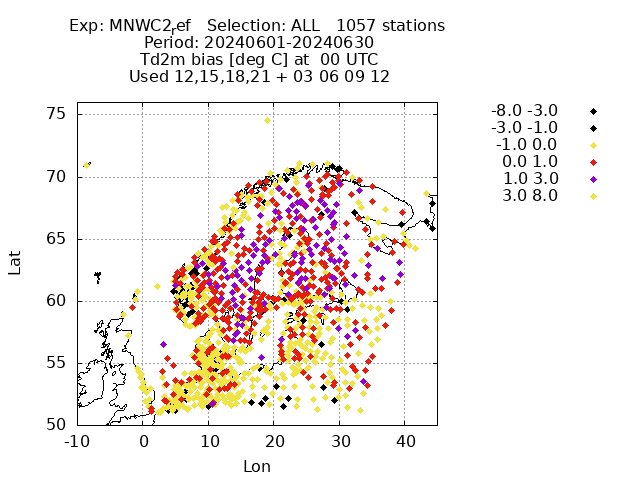 Exp: MNWC2_ref   Selection: ALL   1057 stations
Period: 20240601-20240630
Td2m bias [deg C] at  00 UTC
Used 12,15,18,21 + 03 06 09 12
-8.0 -3.0
-3.0 -1.0
-1.0 0.0
0.0 1.0
1.0 3.0
3.0 8.0
75
70
65
60
55
50
Lat
-10 0 10 20 30 40
Lon